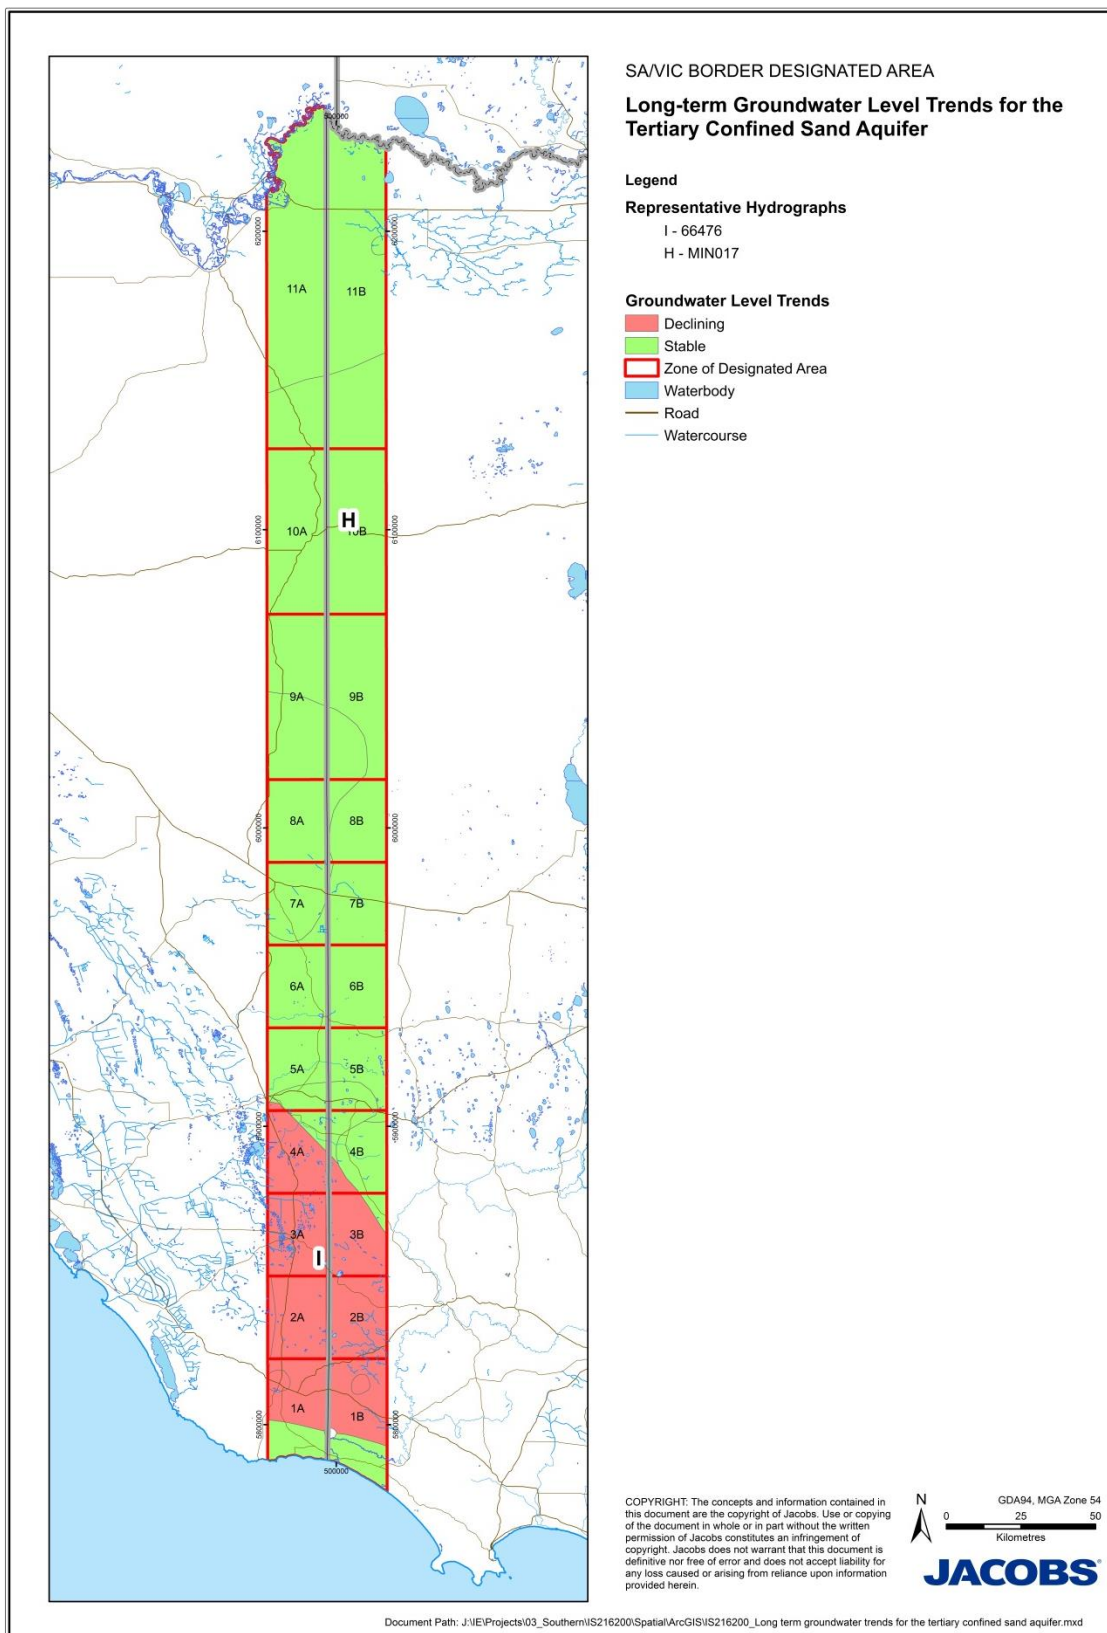 SA/VIC BORDER DESIGNATED AREA
Long-term Groundwater Level Trends for the
Tertiary Confined Sand Aquifer
Legend
Representative Hydrographs
I - 66476
H - MIN017
Groundwater Level Trends
Declining
Stable
Zone of Designated Area
Waterbody
Road
Watercourse
500000
6200000
6200000
11A
11B
H
6100000
10A
10B
6100000
9A
9B
6000000
8A
8B
6000000
7A
7B
6A
6B
5A
5B
5900000
4A
4B
5900000
3A
3B
I
2A
2B
1A
1B
5800000
5800000
500000
COPYRIGHT: The concepts and information contained in
this document are the copyright of Jacobs. Use or copying
of the document in whole or in part without the written
permission of Jacobs constitutes an infringement of
copyright. Jacobs does not warrant that this document is
definitive nor free of error and does not accept liability for
any loss caused or arising from reliance upon information
provided herein.
N
GDA94, MGA Zone 54
0 25 50
Kilometres
JACOBS®
Document Path: J:\IE\Projects\03_Southern\IS216200\Spatial\ArcGIS\IS216200_Long term groundwater trends for the tertiary confined sand aquifer.mxd